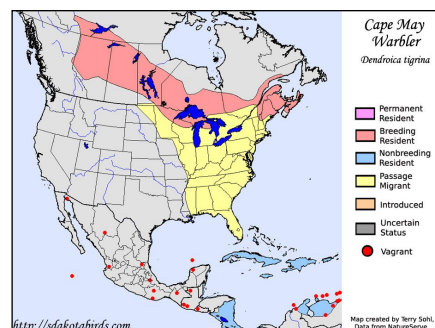 Cape May
Warbler
Dendroica tigrina
Permanent
Resident
Breeding
Resident
Nonbreeding
Resident
Passage
Migrant
Introduced
Uncertain
Status
Vagrant
Map created by Terry Sohl,
Data from NatureServe
http://sdakotabirds.com